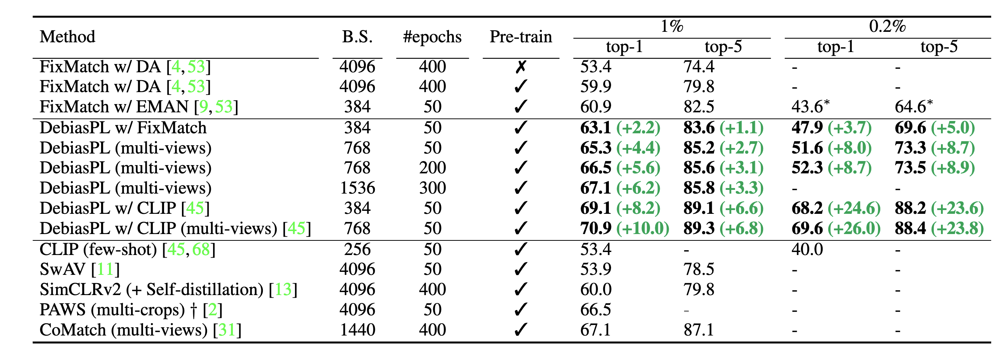 Method B.S. #epochs Pre-train 1% 0.2%
top-1 top-5 top-1 top-5
FixMatch w/ DA [4,53] 4096 400 ✗ 53.4 74.4 - -
FixMatch w/ DA [4,53] 4096 400 ✓ 59.9 79.8 - -
FixMatch w/ EMAN [9,53] 384 50 ✓ 60.9 82.5 43.6* 64.6*
DebiasPL w/ FixMatch 384 50 ✓ 63.1 (+2.2) 83.6 (+1.1) 47.9 (+3.7) 69.6 (+5.0)
DebiasPL (multi-views) 768 50 ✓ 65.3 (+4.4) 85.2 (+2.7) 51.6 (+8.0) 73.3 (+8.7)
DebiasPL (multi-views) 768 200 ✓ 66.5 (+5.6) 85.6 (+3.1) 52.3 (+8.7) 73.5 (+8.9)
DebiasPL (multi-views) 1536 300 ✓ 67.1 (+6.2) 85.8 (+3.3) - -
DebiasPL w/ CLIP [45] 384 50 ✓ 69.1 (+8.2) 89.1 (+6.6) 68.2 (+24.6) 88.2 (+23.6)
DebiasPL w/ CLIP (multi-views) [45] 768 50 ✓ 70.9 (+10.0) 89.3 (+6.8) 69.6 (+26.0) 88.4 (+23.8)
CLIP (few-shot) [45,68] 256 50 ✓ 53.4 - 40.0 -
SwAV [11] 4096 50 ✓ 53.9 78.5 - -
SimCLRv2 (+ Self-distillation) [13] 4096 400 ✓ 60.0 79.8 - -
PAWS (multi-crops) † [2] 4096 50 ✓ 66.5 - - -
CoMatch (multi-views) [31] 1440 400 ✓ 67.1 87.1 - -